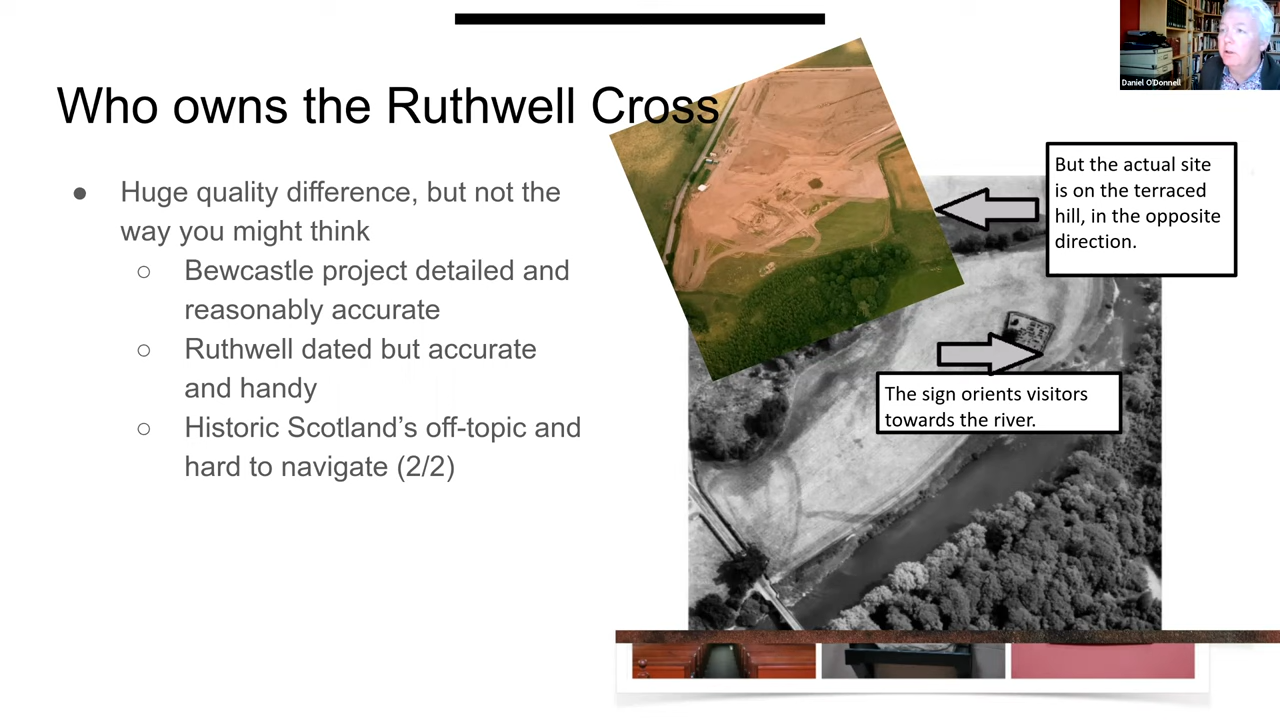 Who owns the Ruthwell Cross
● Huge quality difference, but not the
way you might think
○ Bewcastle project detailed and
reasonably accurate
○ Ruthwell dated but accurate
and handy
○ Historic Scotland’s off-topic and
hard to navigate (2/2)
But the actual site
is on the terraced
hill, in the opposite
direction.
The sign orients visitors
towards the river.
Daniel O'Donnell